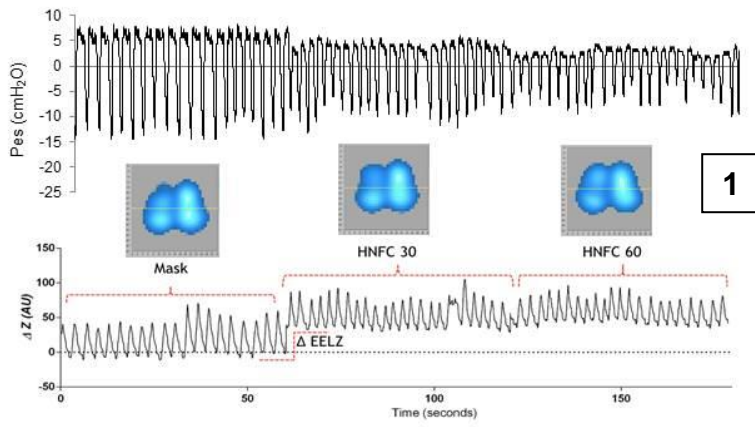 10
5
0
-5
-10
-15
-20
-25
Pes (cmH2O)
1
Mask
HNFC 30
HNFC 60
150
100
50
0
-50
Δ Z (AU)
Δ EELZ
0
50
100
150
Time (seconds)